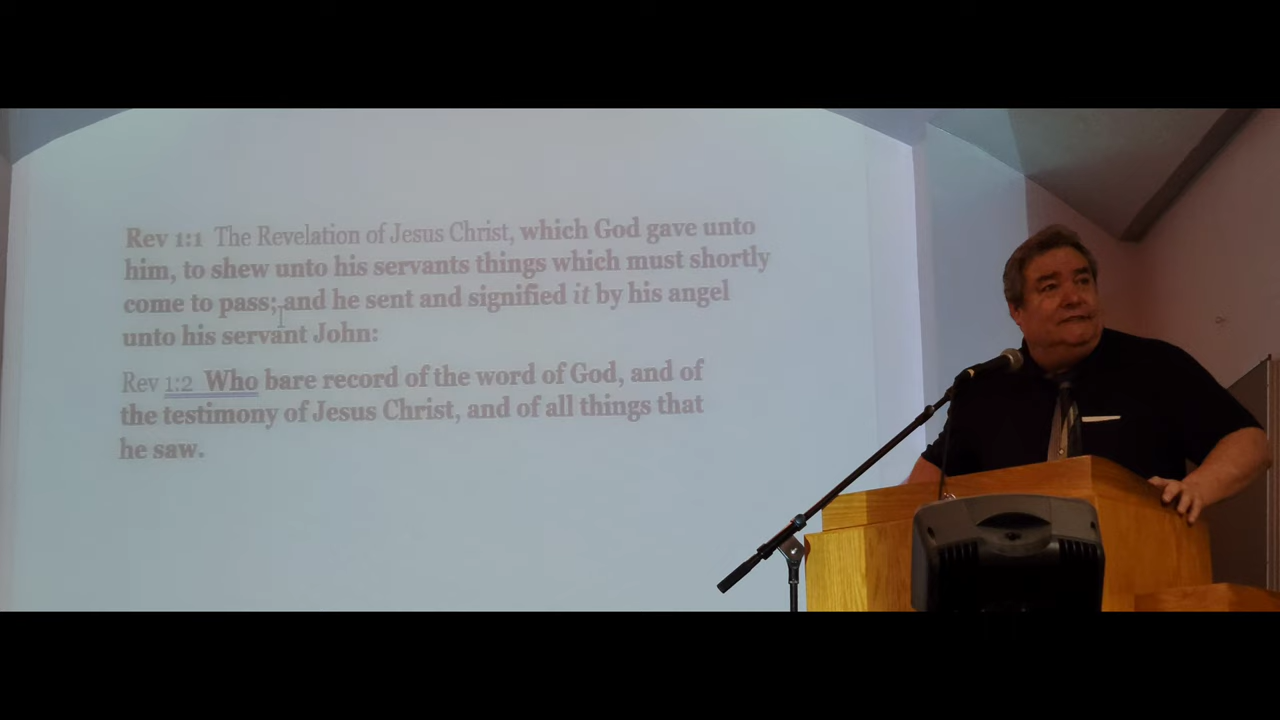 Rev 1:1 The Revelation of Jesus Christ, which God gave unto
him, to shew unto his servants things which must shortly
come to pass; and he sent and signified it by his angel
unto his servant John:
Rev 1:2 Who bare record of the word of God, and of
the testimony of Jesus Christ, and of all things that
he saw.